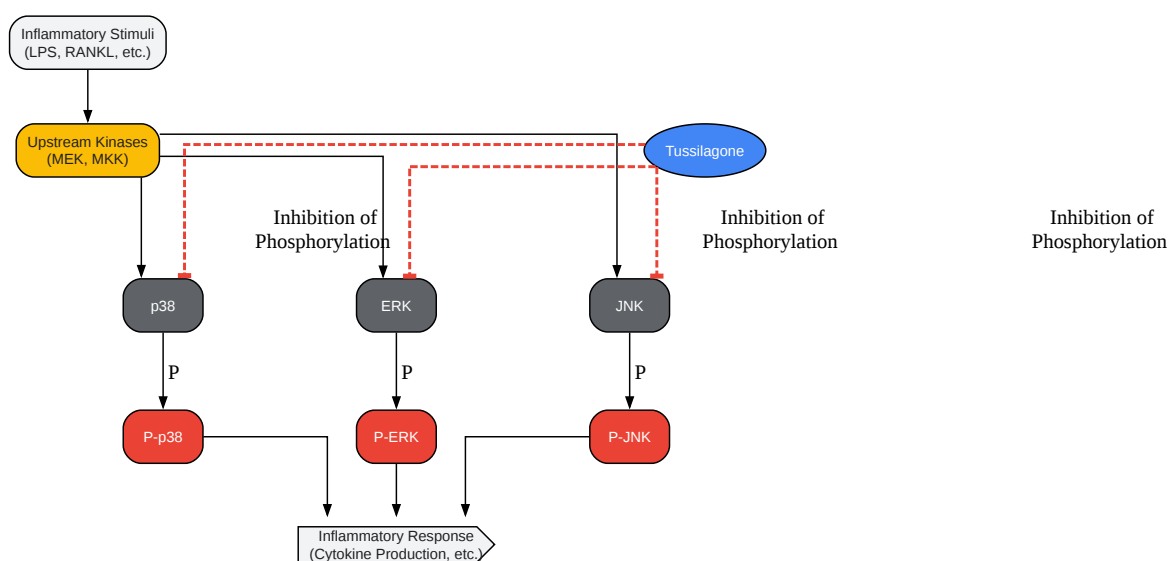 Inflammatory Stimuli
(LPS, RANKL, etc.)
Upstream Kinases
(MEK, MKK)
Tussilagone
Inhibition of
Phosphorylation
Inhibition of
Phosphorylation
Inhibition of
Phosphorylation
p38
ERK
JNK
P
P
P
P-p38
P-ERK
P-JNK
Inflammatory Response
(Cytokine Production, etc.)